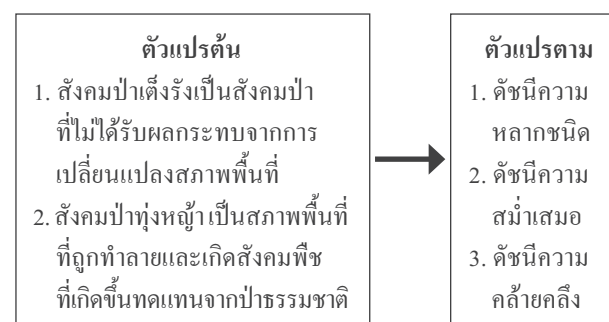 ตัวแปรต้น
1. สังคมป่าเต็งรังเป็นสังคมป่า
ที่ไม่ได้รับผลกระทบจากการ
เปลี่ยนแปลงสภาพพื้นที่
2. สังคมป่าทุ่งหญ้า เป็นสภาพพื้นที่
ที่ถูกทำลายและเกิดสังคมพืช
ที่เกิดขึ้นทดแทนจากป่าธรรมชาติ
ตัวแปรตาม
1. ดัชนีความ
หลากชนิด
2. ดัชนีความ
สม่ำเสมอ
3. ดัชนีความ
คล้ายคลึง